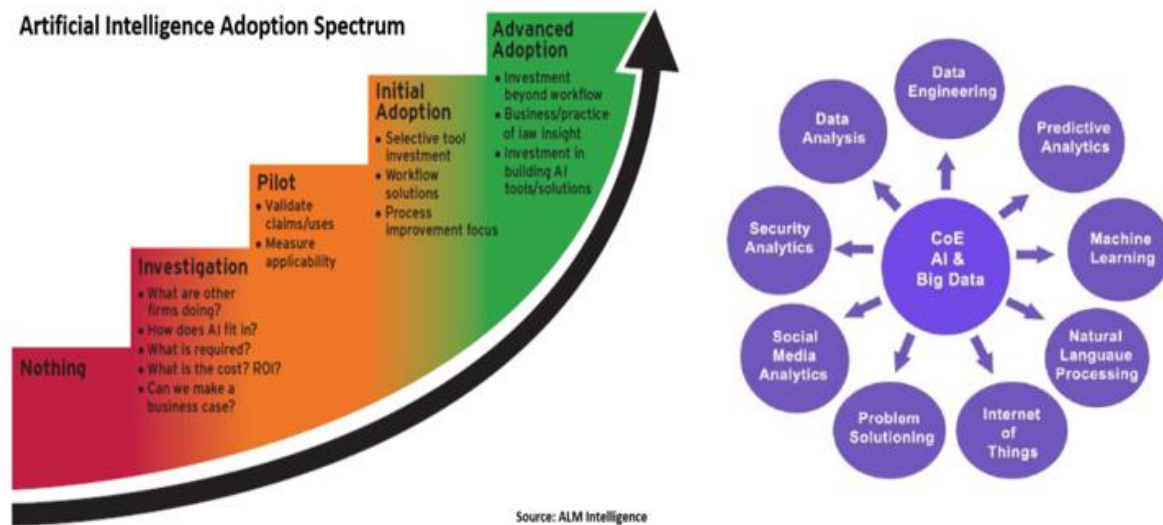 Artificial Intelligence Adoption Spectrum
Nothing
Investigation
• What are other
firms doing?
• How does AI fit in?
• What is required?
• What is the cost? ROI?
• Can we make a
business case?
Pilot
• Validate
claims/uses
• Measure
applicability
Initial
Adoption
• Selective tool
investment
• Workflow
solutions
• Process
improvement focus
Advanced
Adoption
• Investment
beyond workflow
• Business/practice
of law insight
• Investment in
building AI
tools/solutions
Source: ALM Intelligence
CoE
AI &
Big Data
Data
Engineering
Predictive
Analytics
Machine
Learning
Natural
Languaue
Processing
Internet
of
Things
Problem
Solutioning
Social
Media
Analytics
Security
Analytics
Data
Analysis